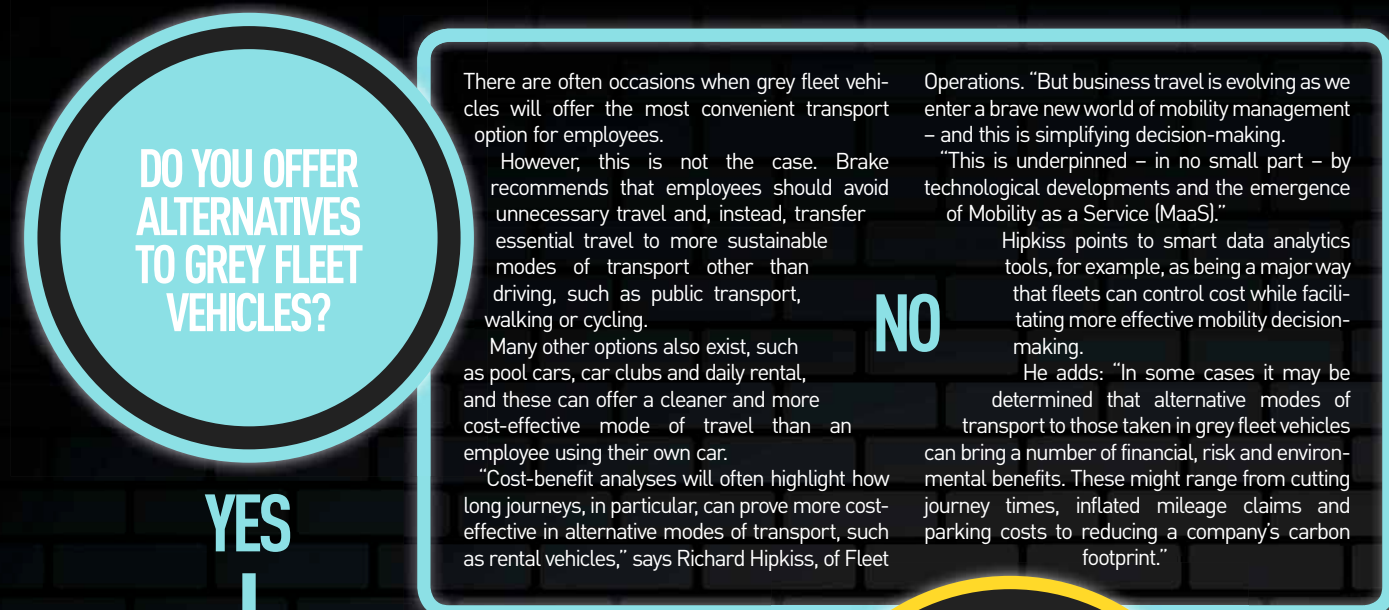 DO YOU OFFER
ALTERNATIVES
TO GREY FLEET
VEHICLES?
YES
There are often occasions when grey fleet vehi-
cles will offer the most convenient transport
option for employees.
However, this is not the case. Brake
recommends that employees should avoid
unnecessary travel and, instead, transfer
essential travel to more sustainable
modes of transport other than
driving, such as public transport,
walking or cycling.
Many other options also exist, such
as pool cars, car clubs and daily rental,
and these can offer a cleaner and more
cost-effective mode of travel than an
employee using their own car.
“Cost-benefit analyses will often highlight how
long journeys, in particular, can prove more cost-
effective in alternative modes of transport, such
as rental vehicles,” says Richard Hipkiss, of Fleet
NO
Operations. “But business travel is evolving as we
enter a brave new world of mobility management
– and this is simplifying decision-making.
“This is underpinned – in no small part – by
technological developments and the emergence
of Mobility as a Service (MaaS).”
Hipkiss points to smart data analytics
tools, for example, as being a major way
that fleets can control cost while facili-
tating more effective mobility decision-
making.
He adds: “In some cases it may be
determined that alternative modes of
transport to those taken in grey fleet vehicles
can bring a number of financial, risk and environ-
mental benefits. These might range from cutting
journey times, inflated mileage claims and
parking costs to reducing a company’s carbon
footprint.”